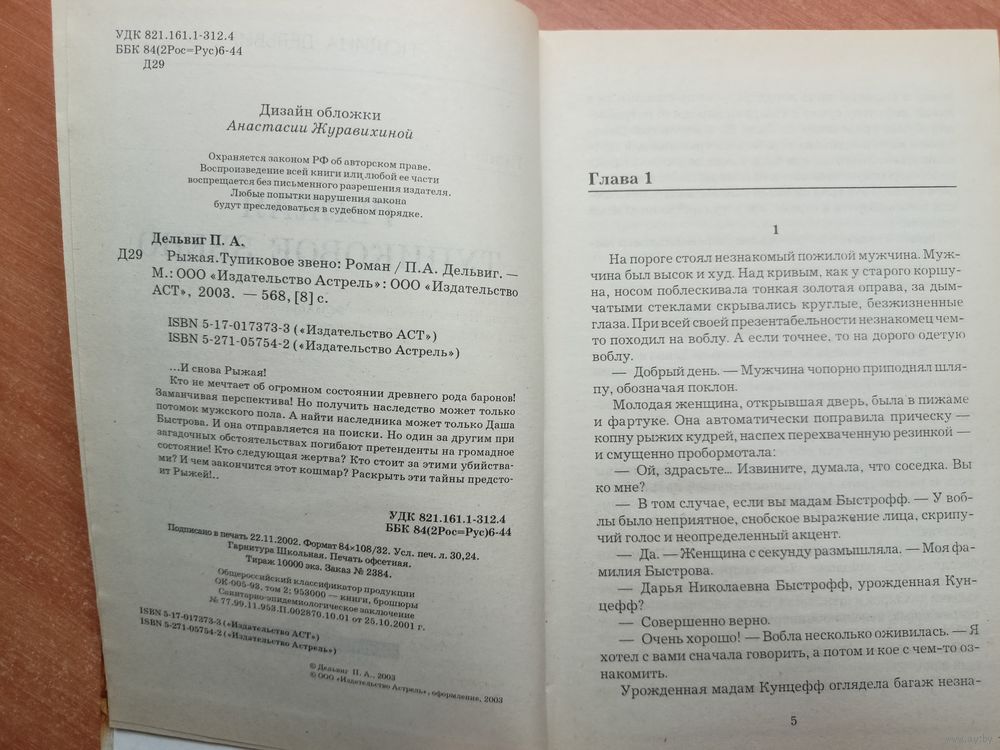 УДК 821.161.1-312.4
ББК 84(2Рос=Рус)6-44
Д29
Дизайн обложки
Анастасии Журавихиной
Охраняется законом РФ об авторском праве.
Воспроизведение всей книги или любой ее части
воспрещается без письменного разрешения издателя.
Любые попытки нарушения закона
будут преследоваться в судебном порядке.
Дельвиг П. А.
Д29 Рыжая.Тупиковое звено: Роман / П.А. Дельвиг. —
М.: ООО «Издательство Астрель»: ООО «Издательство
АСТ», 2003. — 568, [8] с.
ISBN 5-17-017373-3 («Издательство АСТ»)
ISBN 5-271-05754-2 («Издательство Астрель»)
...И снова Рыжая!
Кто не мечтает об огромном состоянии древнего рода баронов!
Заманчивая перспектива! Но получить наследство может только
потомок мужского пола. А найти наследника может только Даша
Быстрова. И она отправляется на поиски. Но один за другим при
загадочных обстоятельствах погибают претенденты на громадное
состояние! Кто следующая жертва? Кто стоит за этими убийства-
ми? И чем закончится этот кошмар? Раскрыть эти тайны предсто-
ит Рыжей!..
УДК 821.161.1-312.4
ББК 84(2Рос=Рус)6-44
Подписано в печать 22.11.2002. Формат 84×108/32. Усл. печ. л. 30,24.
Гарнитура Школьная. Печать офсетная.
Тираж 10000 экз. Заказ № 2384.
Общероссийский классификатор продукции
ОК-005-93, том 2; 953000 — книги, брошюры
Санитарно-эпидемиологическое заключение
№ 77.99.11.953.П.002870.10.01 от 25.10.2001 г.
ISBN 5-17-017373-3 («Издательство АСТ»)
ISBN 5-271-05754-2 («Издательство Астрель»)
© Дельвиг П. А., 2003
© ООО «Издательство Астрель», оформление, 2003
Глава 1
1
На пороге стоял незнакомый пожилой мужчина. Муж-
чина был высок и худ. Над кривым, как у старого коршу-
на, носом поблескивала тонкая золотая оправа, за дым-
чатыми стеклами скрывались круглые, безжизненные
глаза. При всей своей презентабельности незнакомец чем-
то походил на воблу. А если точнее, то на дорого одетую
воблу.
— Добрый день. — Мужчина чопорно приподнял шля-
пу, обозначая поклон.
Молодая женщина, открывшая дверь, была в пижаме
и фартуке. Она автоматически поправила прическу —
копну рыжих кудрей, наспех перехваченную резинкой —
и смущенно пробормотала:
— Ой, здрасьте... Извините, думала, что соседка. Вы
ко мне?
— В том случае, если вы мадам Быстрофф. — У воб-
лы было неприятное, снобское выражение лица, скрипу-
чий голос и неопределенный акцент.
— Да. — Женщина с секунду размышляла. — Моя фа-
милия Быстрова.
— Дарья Николаевна Быстрофф, урожденная Кун-
цефф?
— Совершенно верно.
— Очень хорошо! — Вобла несколько оживилась. — Я
хотел с вами сначала говорить, а потом и кое с чем-то оз-
накомить.
Урожденная мадам Кунцефф оглядела багаж незна-
5